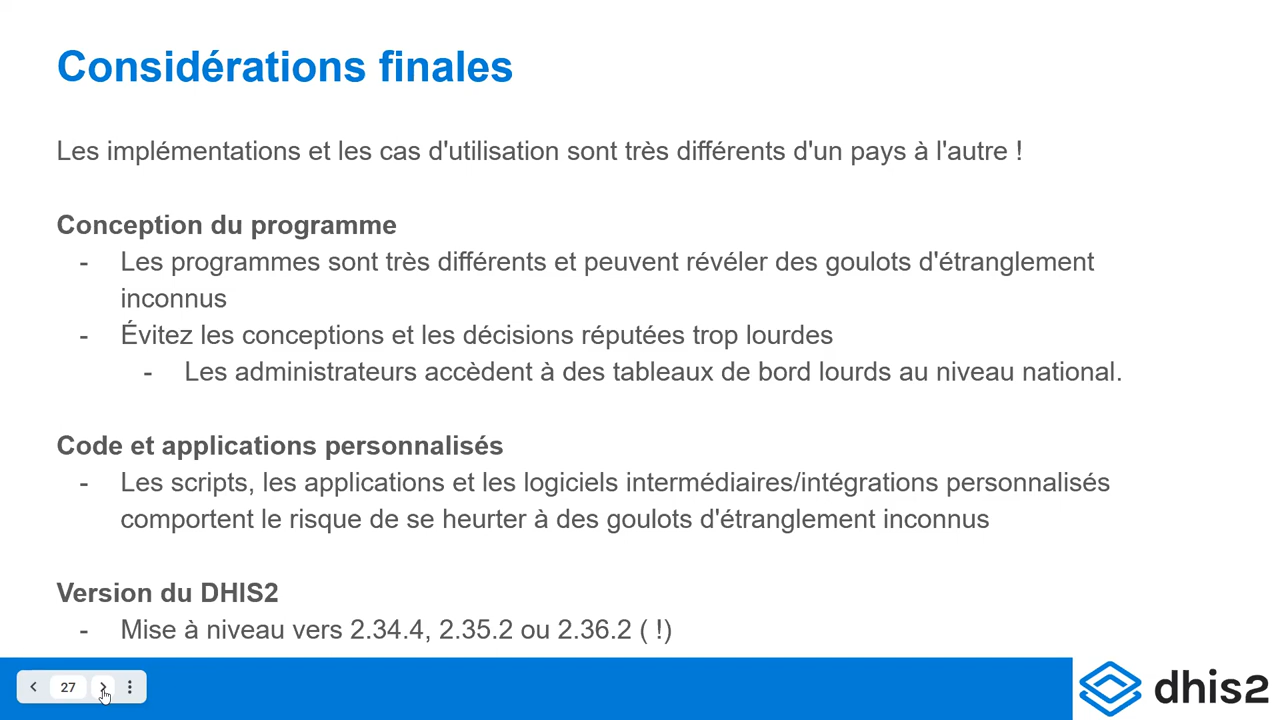 Considérations finales
Les implémentations et les cas d'utilisation sont très différents d'un pays à l'autre !
Conception du programme
- Les programmes sont très différents et peuvent révéler des goulots d'étranglement
inconnus
- Évitez les conceptions et les décisions réputées trop lourdes
- Les administrateurs accèdent à des tableaux de bord lourds au niveau national.
Code et applications personnalisés
- Les scripts, les applications et les logiciels intermédiaires/intégrations personnalisés
comportent le risque de se heurter à des goulots d'étranglement inconnus
Version du DHIS2
- Mise à niveau vers 2.34.4, 2.35.2 ou 2.36.2 ( !)
27
dhis2